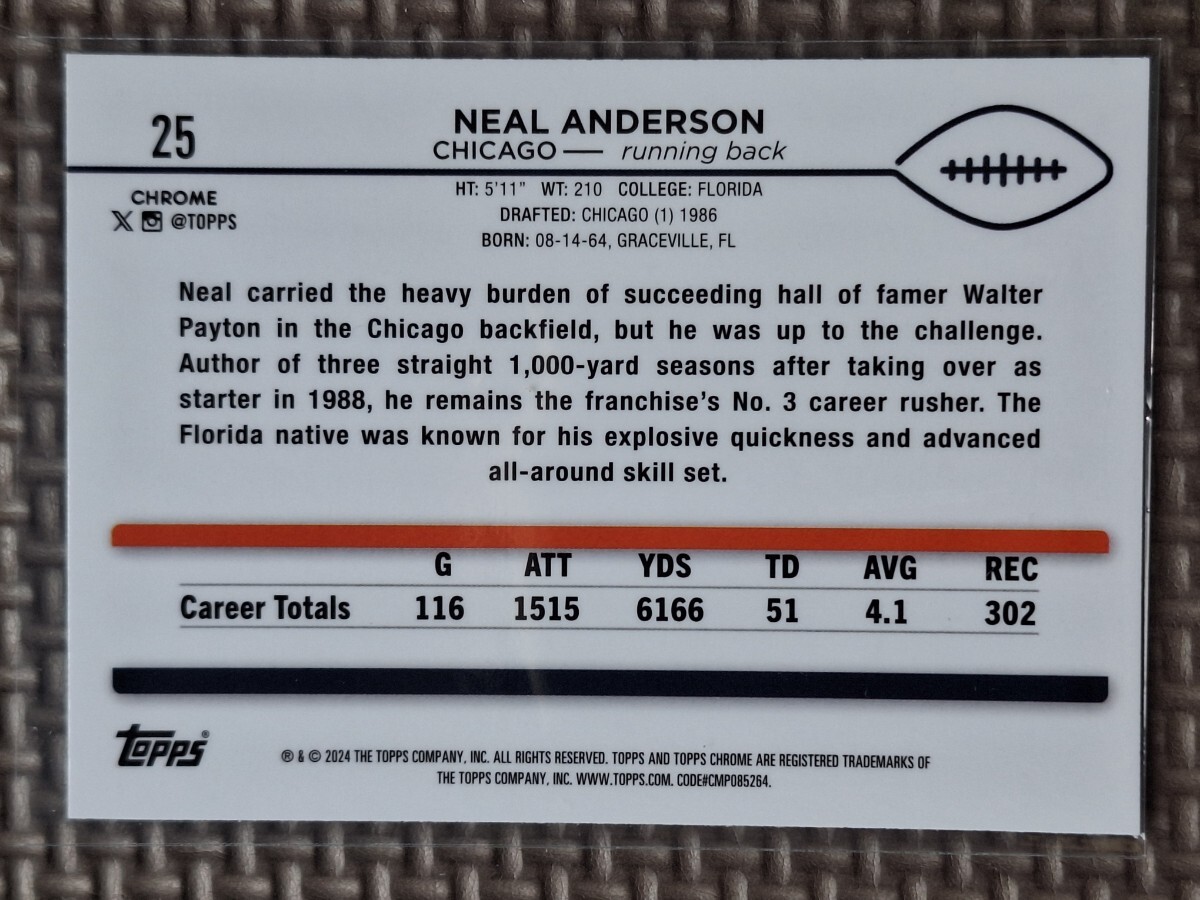 25
NEAL ANDERSON
CHICAGO — running back
CHROME
@TOPPS
HT: 5'11" WT: 210 COLLEGE: FLORIDA
DRAFTED: CHICAGO (1) 1986
BORN: 08-14-64, GRACEVILLE, FL
Neal carried the heavy burden of succeeding hall of famer Walter
Payton in the Chicago backfield, but he was up to the challenge.
Author of three straight 1,000-yard seasons after taking over as
starter in 1988, he remains the franchise's No. 3 career rusher. The
Florida native was known for his explosive quickness and advanced
all-around skill set.
G ATT YDS TD AVG REC
Career Totals 116 1515 6166 51 4.1 302
topps®
® & © 2024 THE TOPPS COMPANY, INC. ALL RIGHTS RESERVED. TOPPS AND TOPPS CHROME ARE REGISTERED TRADEMARKS OF
THE TOPPS COMPANY, INC. WWW.TOPPS.COM. CODE#CMP085264.